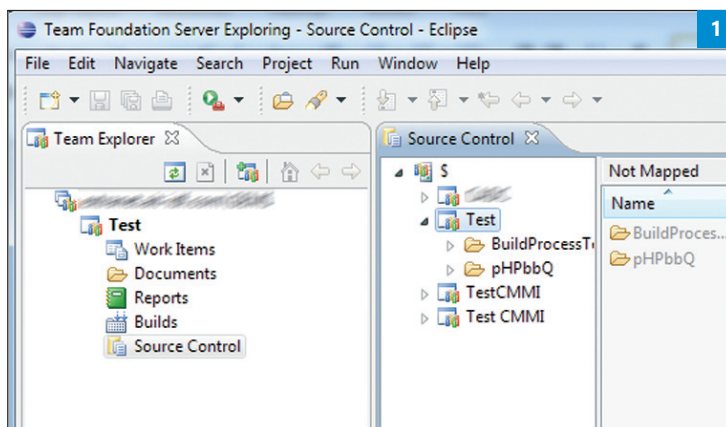 Team Foundation Server Exploring - Source Control - Eclipse
1
File Edit Navigate Search Project Run Window Help
Team Explorer
Test
Work Items
Documents
Reports
Builds
Source Control
Source Control
$
Test
BuildProcessT
pHPbbQ
TestCMMI
Test CMMI
Not Mapped
Name
BuildProces...
pHPbbQ